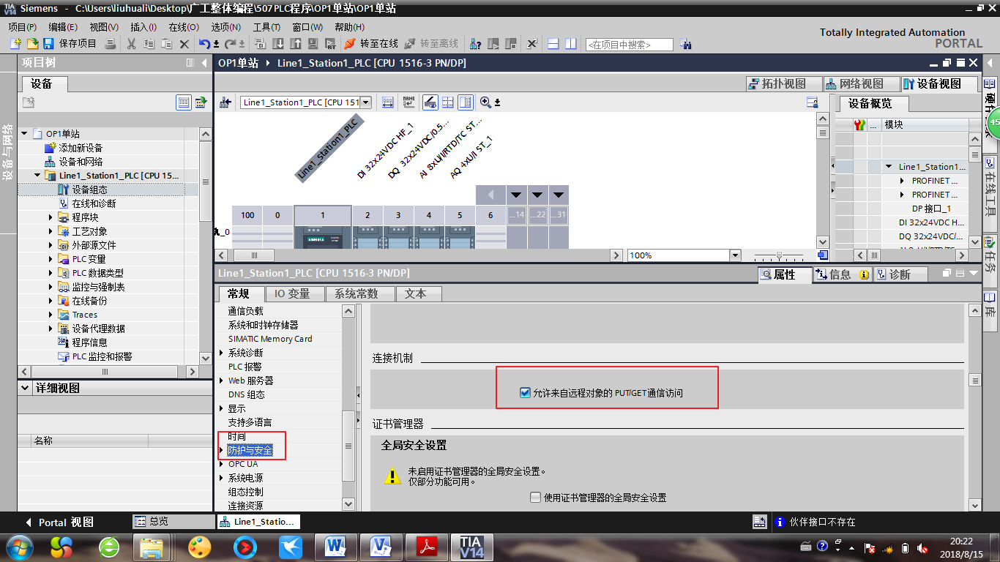 TIA V14 Siemens - C:\Users\liuhuali\Desktop\广工整体编程\507PLC程序\OP1单站\OP1单站
项目(P) 编辑(E) 视图(V) 插入(I) 在线(O) 选项(N) 工具(T) 窗口(W) 帮助(H)
Totally Integrated Automation
PORTAL
保存项目 转至在线 转至离线 <在项目中搜索>
项目树
OP1单站 Line1_Station1_PLC [CPU 1516-3 PN/DP]
设备
拓扑视图 网络视图 设备视图
Line1_Station1_PLC [CPU 151
设备概览
... 模块
设备与网络
OP1单站
添加新设备
设备和网络
Line1_Station1_PLC [CPU 15...
设备组态
在线和诊断
程序块
工艺对象
外部源文件
PLC 变量
PLC 数据类型
监控与强制表
在线备份
Traces
设备代理数据
程序信息
PLC 监控和报警
Line1_Station1_PLC
DI 32x24VDC HF_1
DQ 32x24VDC/0.5...
AI 8xU/I/RTD/TC ST...
AQ 4xU/I ST_1
100 0 1 2 3 4 5 6 ...14 ...22 ...31
_0
SIEMENS
100%
Line1_Station1...
PROFINET ...
PROFINET ...
DP 接口_1
DI 32x24VDC H...
DQ 32x24VDC/...
45
在线工具
任务
库
详细视图
名称
Line1_Station1_PLC [CPU 1516-3 PN/DP]
属性 信息 诊断
常规 IO 变量 系统常数 文本
通信负载
系统和时钟存储器
SIMATIC Memory Card
系统诊断
PLC 报警
Web 服务器
DNS 组态
显示
支持多语言
时间
防护与安全
OPC UA
系统电源
组态控制
连接资源
连接机制
允许来自远程对象的 PUT/GET 通信访问
证书管理器
全局安全设置
未启用证书管理器的全局安全设置。
仅部分功能可用。
使用证书管理器的全局安全设置
Portal 视图 总览 Line1_Statio... 伙伴接口不存在
TIA V14
20:22
2018/8/15